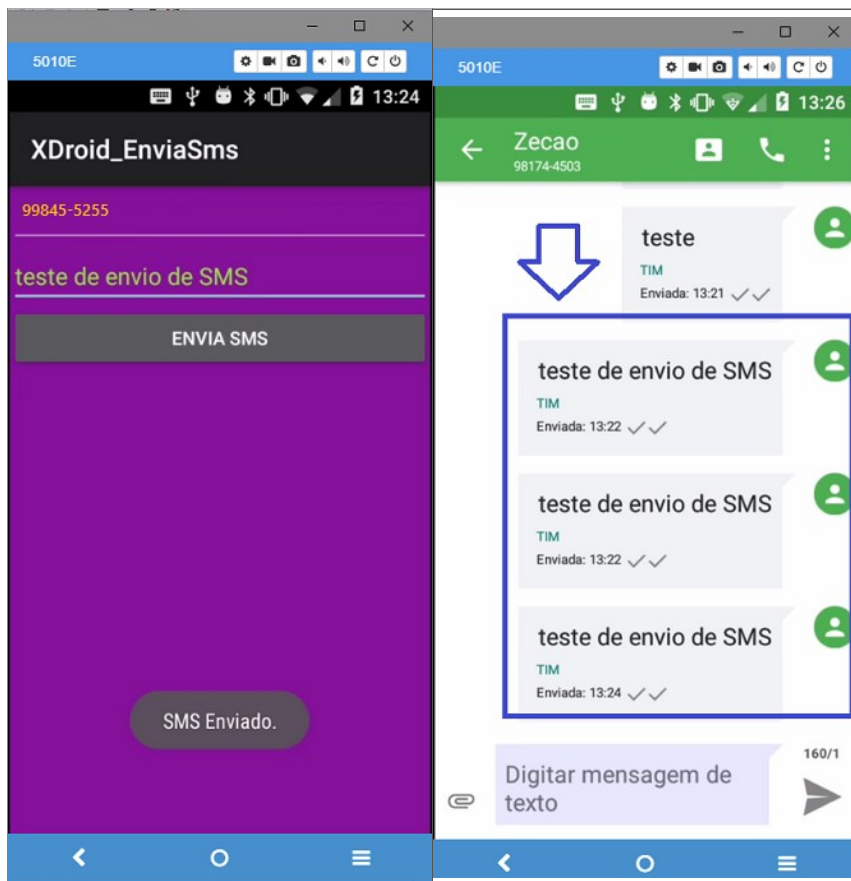 5010E
13:24
XDroid_EnviaSms
99845-5255
teste de envio de SMS
ENVIA SMS
SMS Enviado.
5010E
13:26
Zecao
98174-4503
teste
TIM
Enviada: 13:21
teste de envio de SMS
TIM
Enviada: 13:22
teste de envio de SMS
TIM
Enviada: 13:22
teste de envio de SMS
TIM
Enviada: 13:24
160/1
Digitar mensagem de
texto